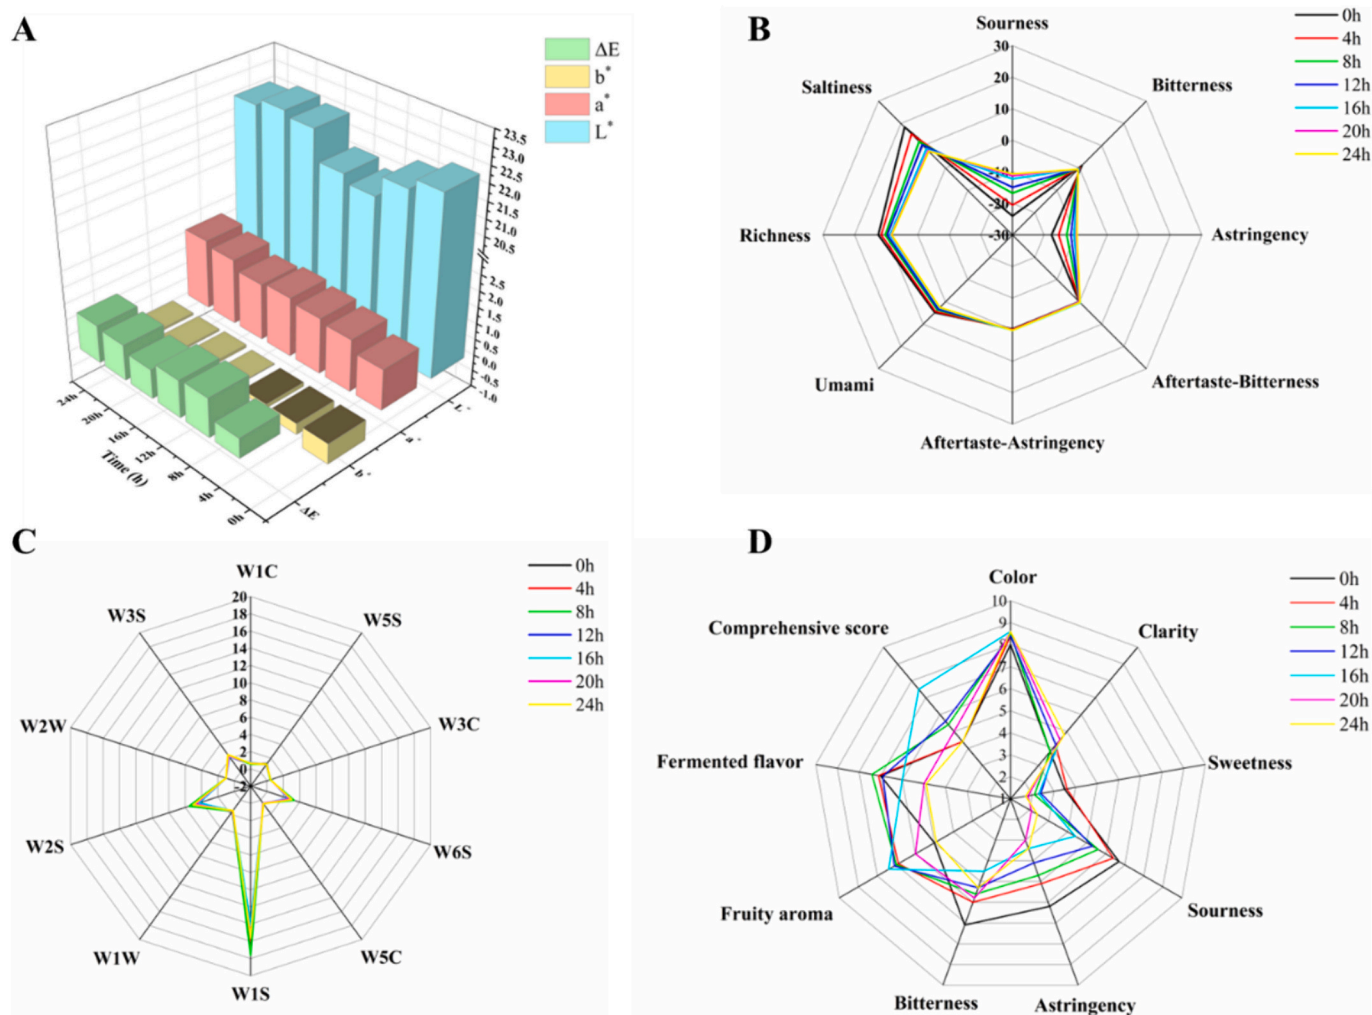 A
ΔE
b*
a*
L*
23.5
23.0
22.5
22.0
21.5
21.0
20.5
2.5
2.0
1.5
1.0
0.5
0.0
-0.5
-1.0
24h
20h
16h
12h
8h
4h
0h
Time (h)
L*
a*
b*
ΔE
B
Sourness
Bitterness
Astringency
Aftertaste-Bitterness
Aftertaste-Astringency
Umami
Richness
Saltiness
30
20
10
0
-10
-20
-30
0h
4h
8h
12h
16h
20h
24h
C
W1C
W5S
W3C
W6S
W5C
W1S
W1W
W2S
W2W
W3S
20
18
16
14
12
10
8
6
4
2
0
-2
0h
4h
8h
12h
16h
20h
24h
D
Color
Clarity
Sweetness
Sourness
Astringency
Bitterness
Fruity aroma
Fermented flavor
Comprehensive score
10
9
8
7
6
5
4
3
2
1
0h
4h
8h
12h
16h
20h
24h